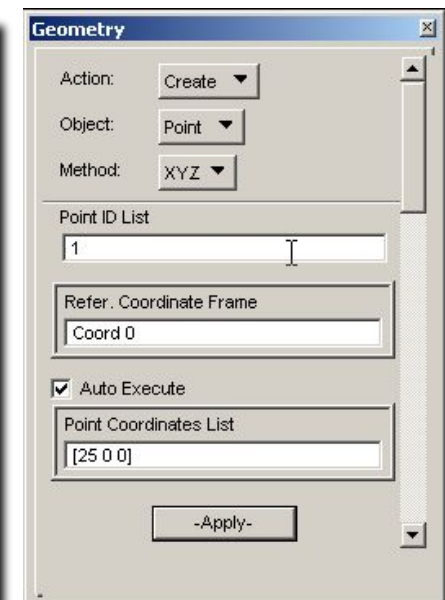 Geometry
Action: Create
Object: Point
Method: XYZ
Point ID List
1
Refer. Coordinate Frame
Coord 0
Auto Execute
Point Coordinates List
[25 0 0]
-Apply-